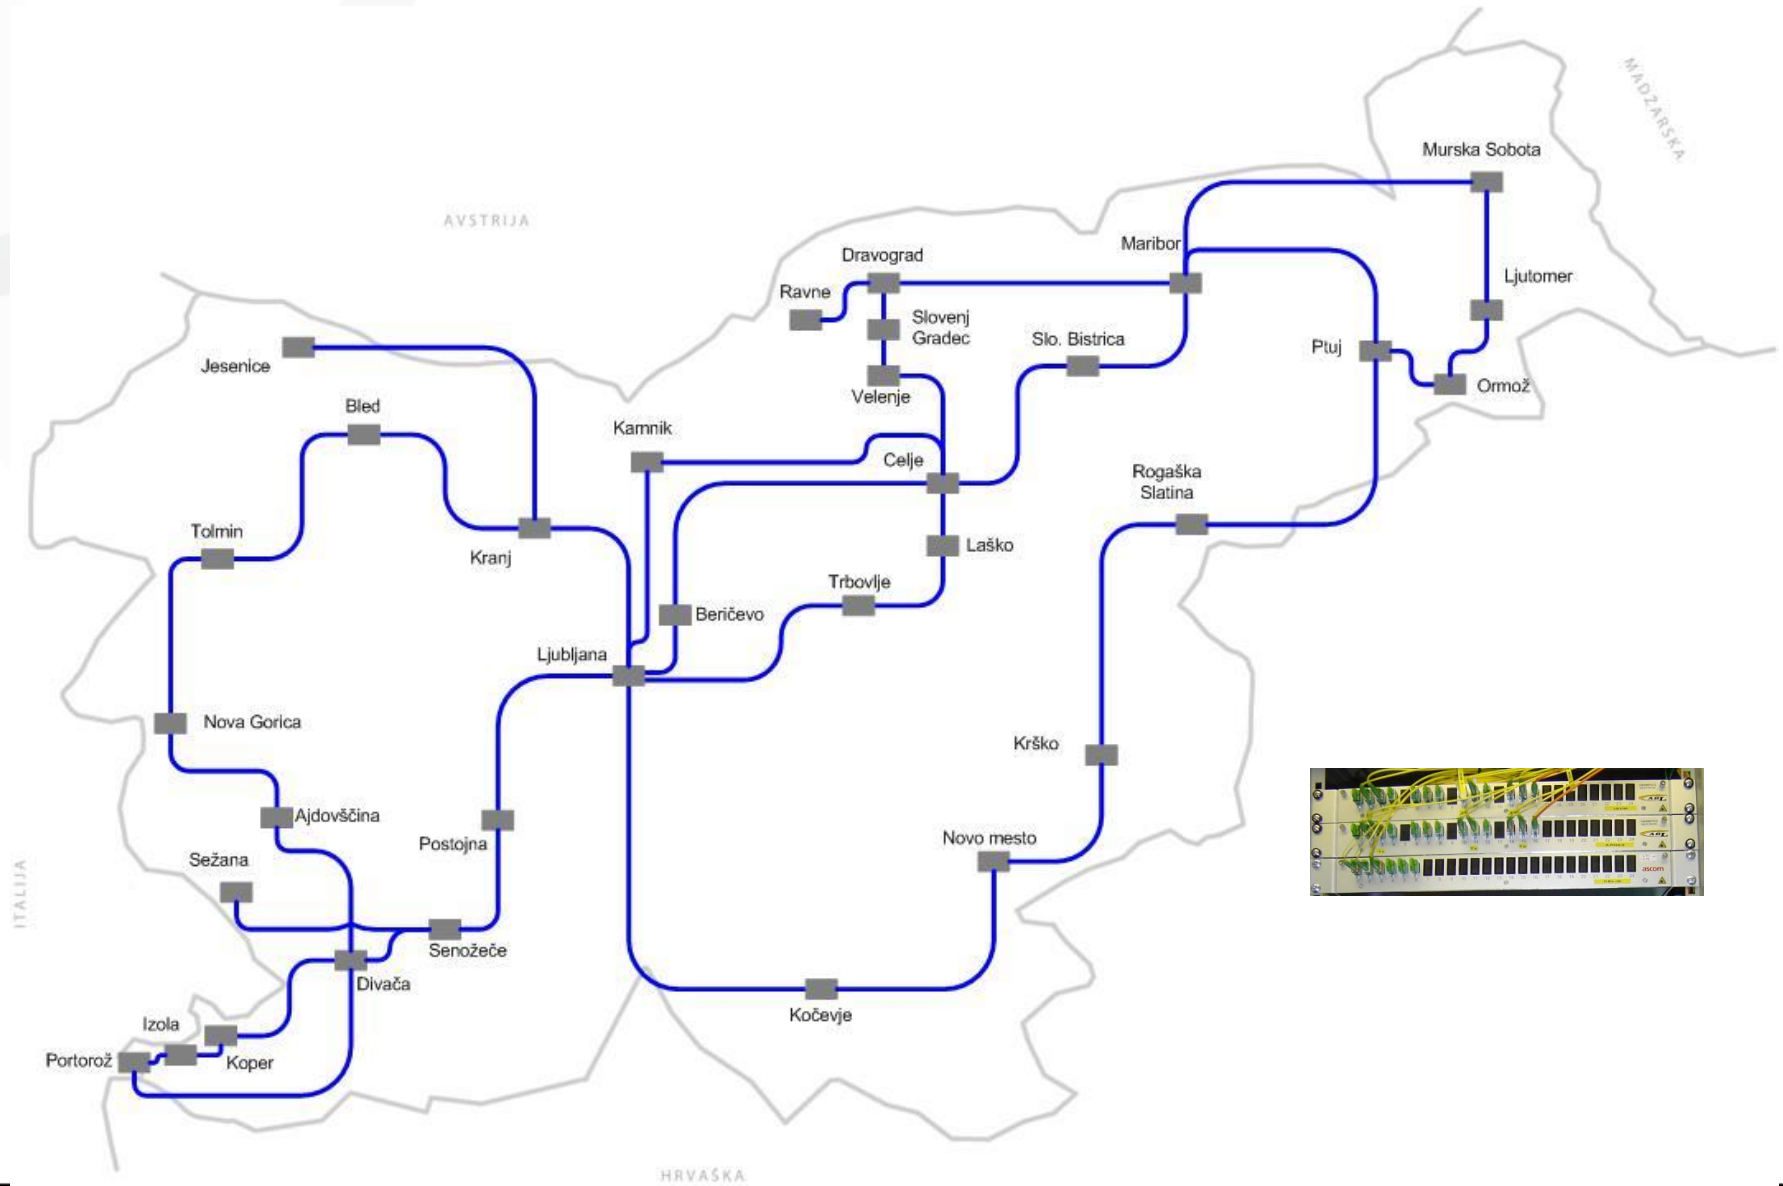 MADŽARSKA
Murska Sobota
AVSTRIJA
Maribor
Dravograd
Ljutomer
Ravne
Slovenj
Gradec
Slo. Bistrica
Ptuj
Jesenice
Ormož
Velenje
Bled
Kamnik
Celje
Rogaška
Slatina
Tolmin
Kranj
Laško
Trbovlje
Beričevo
Ljubljana
Nova Gorica
Krško
Ajdovščina
Postojna
Novo mesto
Sežana
ITALIJA
Senožeče
Divača
Kočevje
Izola
Portorož
Koper
HRVAŠKA
ascom